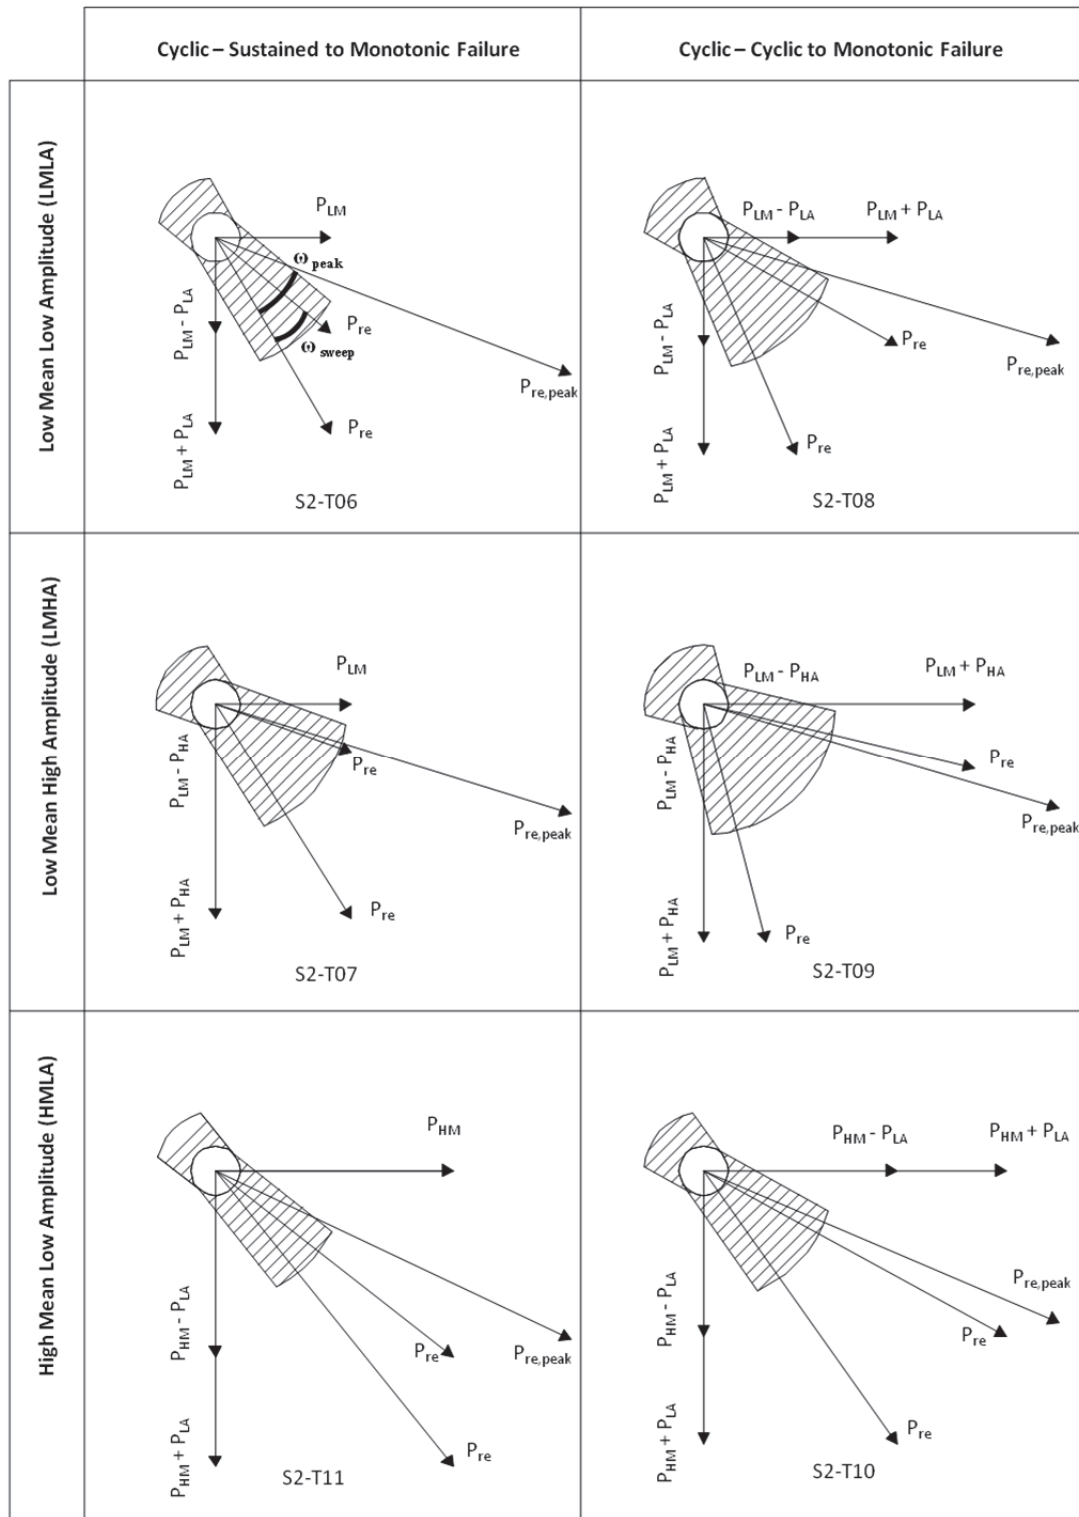 Cyclic – Sustained to Monotonic Failure
Cyclic – Cyclic to Monotonic Failure
Low Mean Low Amplitude (LMLA)
P_LM
ω_peak
P_LM - P_LA
P_re
ω_sweep
P_re,peak
P_LM + P_LA
P_re
S2-T06
P_LM - P_LA
P_LM + P_LA
P_LM - P_LA
P_re
P_re,peak
P_LM + P_LA
P_re
S2-T08
Low Mean High Amplitude (LMHA)
P_LM
P_LM - P_HA
P_re
P_re,peak
P_LM + P_HA
P_re
S2-T07
P_LM - P_HA
P_LM + P_HA
P_LM - P_HA
P_re
P_re,peak
P_LM + P_HA
P_re
S2-T09
High Mean Low Amplitude (HMLA)
P_HM
P_HM - P_LA
P_re
P_re,peak
P_HM + P_LA
P_re
S2-T11
P_HM - P_LA
P_HM + P_LA
P_HM - P_LA
P_re,peak
P_re
P_HM + P_LA
P_re
S2-T10